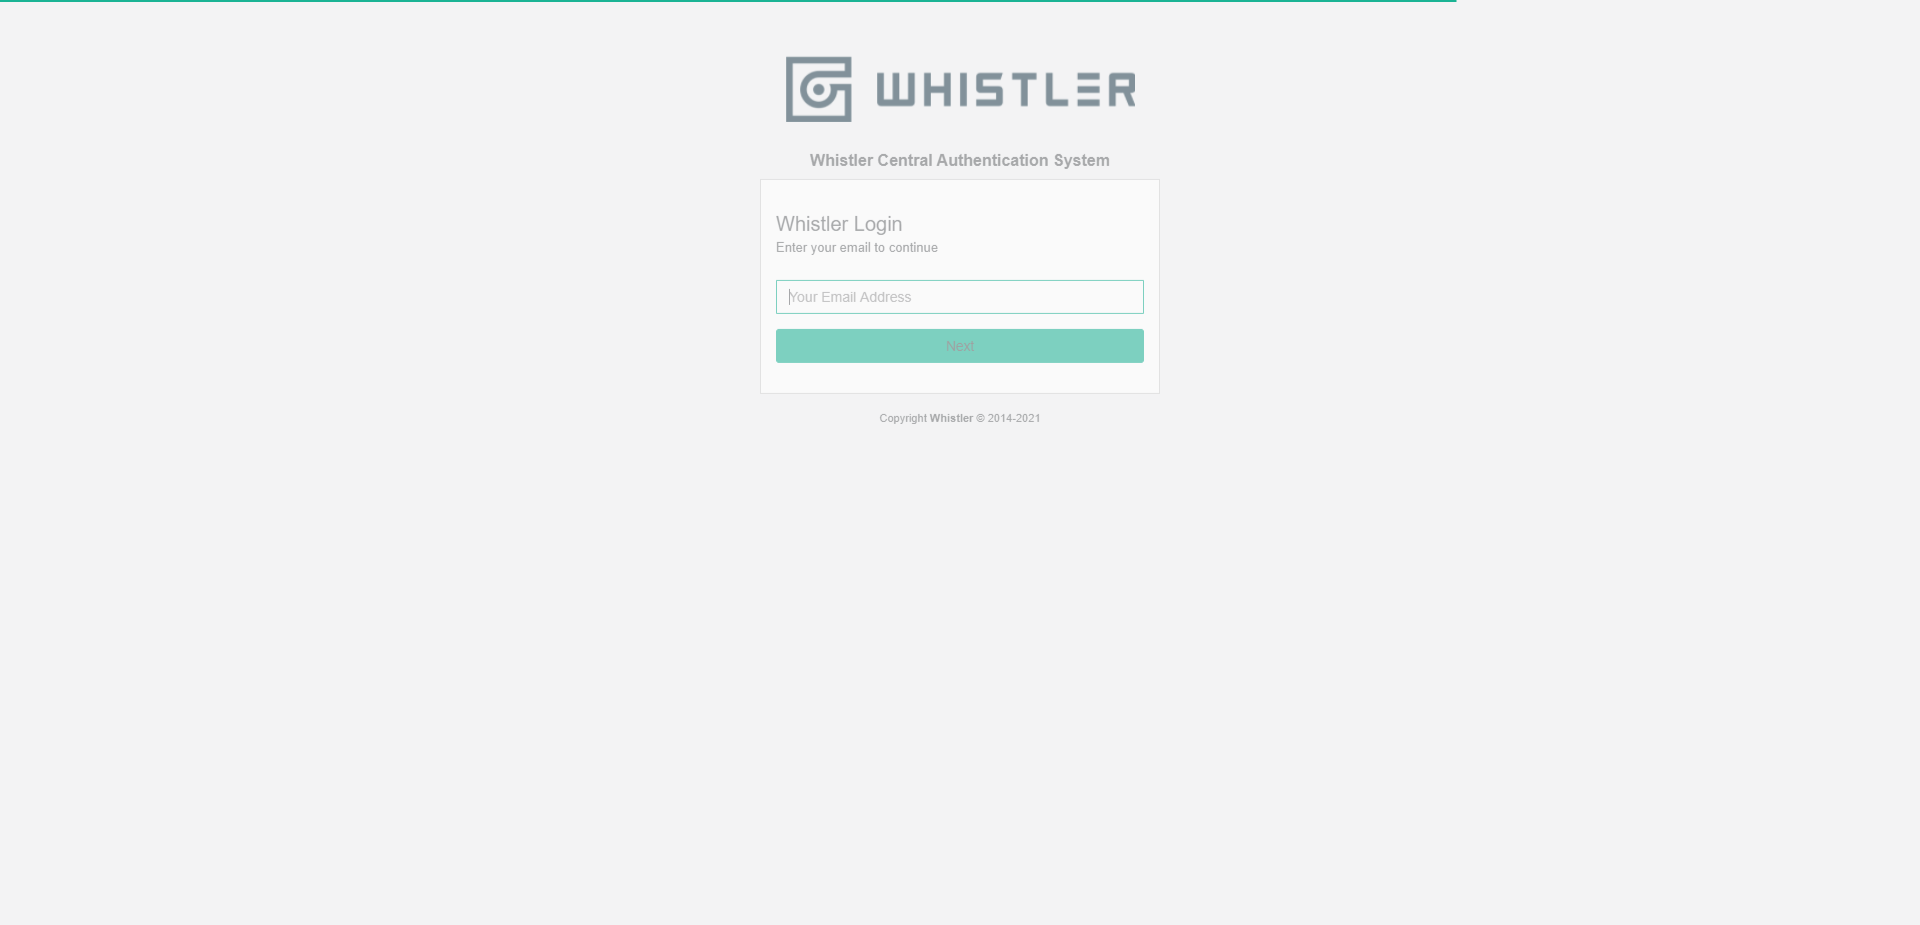 WHISTLER
Whistler Central Authentication System
Whistler Login
Enter your email to continue
Your Email Address
Next
Copyright Whistler © 2014-2021